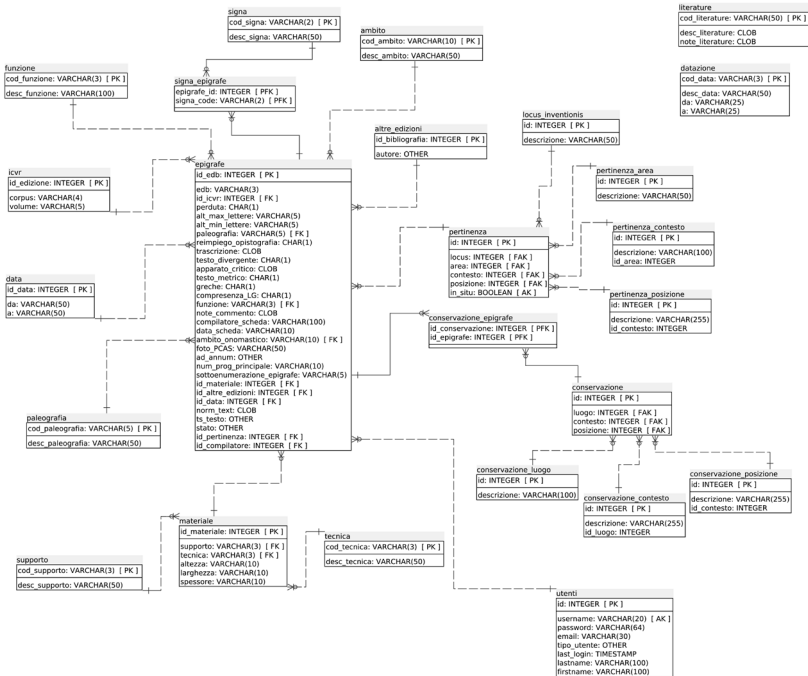 signa
cod_signa: VARCHAR(2) [ PK ]
desc_signa: VARCHAR(50)
literature
cod_literature: VARCHAR(50) [ PK ]
desc_literature: CLOB
note_literature: CLOB
ambito
cod_ambito: VARCHAR(10) [ PK ]
desc_ambito: VARCHAR(50)
funzione
cod_funzione: VARCHAR(3) [ PK ]
desc_funzione: VARCHAR(100)
signa_epigrafe
epigrafe_id: INTEGER [ PFK ]
signa_code: VARCHAR(2) [ PFK ]
datazione
cod_data: VARCHAR(3) [ PK ]
desc_data: VARCHAR(50)
da: VARCHAR(25)
a: VARCHAR(25)
locus_inventionis
id: INTEGER [ PK ]
descrizione: VARCHAR(50)
altre_edizioni
id_bibliografia: INTEGER [ PK ]
autore: OTHER
icvr
id_edizione: INTEGER [ PK ]
corpus: VARCHAR(4)
volume: VARCHAR(5)
epigrafe
id_edb: INTEGER [ PK ]
edb: VARCHAR(3)
id_icvr: INTEGER [ FK ]
perduta: CHAR(1)
alt_max_lettere: VARCHAR(5)
alt_min_lettere: VARCHAR(5)
paleografia: VARCHAR(5) [ FK ]
reimpiego_opistografia: CHAR(1)
trascrizione: CLOB
testo_divergente: CHAR(1)
apparato_critico: CLOB
testo_metrico: CHAR(1)
greche: CHAR(1)
compresenza_LG: CHAR(1)
funzione: VARCHAR(3) [ FK ]
note_commento: CLOB
compilatore_scheda: VARCHAR(100)
data_scheda: VARCHAR(10)
ambito_onomastico: VARCHAR(10) [ FK ]
foto_PCAS: VARCHAR(50)
ad_annum: OTHER
num_prog_principale: VARCHAR(10)
sottoenumerazione_epigrafe: VARCHAR(5)
id_materiale: INTEGER [ FK ]
id_altre_edizioni: INTEGER [ FK ]
id_data: INTEGER [ FK ]
norm_text: CLOB
ts_testo: OTHER
stato: OTHER
id_pertinenza: INTEGER [ FK ]
id_compilatore: INTEGER [ FK ]
pertinenza_area
id: INTEGER [ PK ]
descrizione: VARCHAR(50)
pertinenza
id: INTEGER [ PK ]
locus: INTEGER [ FAK ]
area: INTEGER [ FAK ]
contesto: INTEGER [ FAK ]
posizione: INTEGER [ FAK ]
in_situ: BOOLEAN [ AK ]
pertinenza_contesto
id: INTEGER [ PK ]
descrizione: VARCHAR(100)
id_area: INTEGER
data
id_data: INTEGER [ PK ]
da: VARCHAR(50)
a: VARCHAR(50)
pertinenza_posizione
id: INTEGER [ PK ]
descrizione: VARCHAR(255)
id_contesto: INTEGER
conservazione_epigrafe
id_conservazione: INTEGER [ PFK ]
id_epigrafe: INTEGER [ PFK ]
conservazione
id: INTEGER [ PK ]
luogo: INTEGER [ FAK ]
contesto: INTEGER [ FAK ]
posizione: INTEGER [ FAK ]
paleografia
cod_paleografia: VARCHAR(5) [ PK ]
desc_paleografia: VARCHAR(50)
conservazione_luogo
id: INTEGER [ PK ]
descrizione: VARCHAR(100)
conservazione_posizione
id: INTEGER [ PK ]
descrizione: VARCHAR(255)
id_contesto: INTEGER
conservazione_contesto
id: INTEGER [ PK ]
descrizione: VARCHAR(255)
id_luogo: INTEGER
materiale
id_materiale: INTEGER [ PK ]
supporto: VARCHAR(3) [ FK ]
tecnica: VARCHAR(3) [ FK ]
altezza: VARCHAR(10)
larghezza: VARCHAR(10)
spessore: VARCHAR(10)
tecnica
cod_tecnica: VARCHAR(3) [ PK ]
desc_tecnica: VARCHAR(50)
supporto
cod_supporto: VARCHAR(3) [ PK ]
desc_supporto: VARCHAR(50)
utenti
id: INTEGER [ PK ]
username: VARCHAR(20) [ AK ]
password: VARCHAR(64)
email: VARCHAR(30)
tipo_utente: OTHER
last_login: TIMESTAMP
lastname: VARCHAR(100)
firstname: VARCHAR(100)